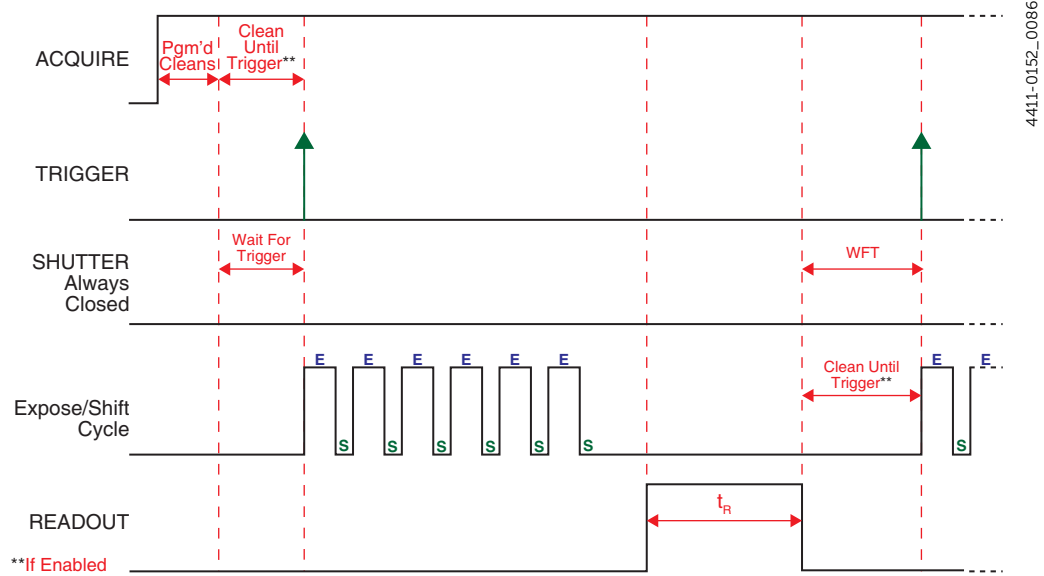 4411-0152_0086
ACQUIRE
Pgm'd
Cleans
Clean
Until
Trigger**
TRIGGER
SHUTTER
Always
Closed
Wait For
Trigger
WFT
Expose/Shift
Cycle
E E E E E E
S S S S S S
Clean Until
Trigger**
E E
S
READOUT
tR
**If Enabled